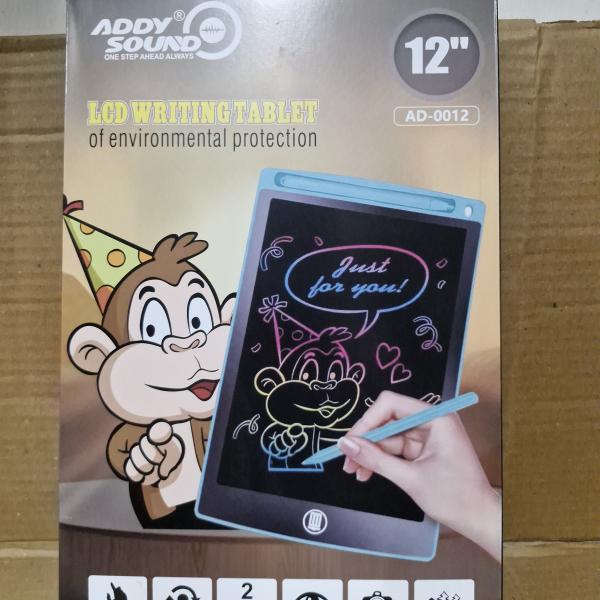 ADDY®
SOUND
ONE STEP AHEAD ALWAYS
12"
AD-0012
LCD WRITING TABLET
of environmental protection
Just
for you!
2